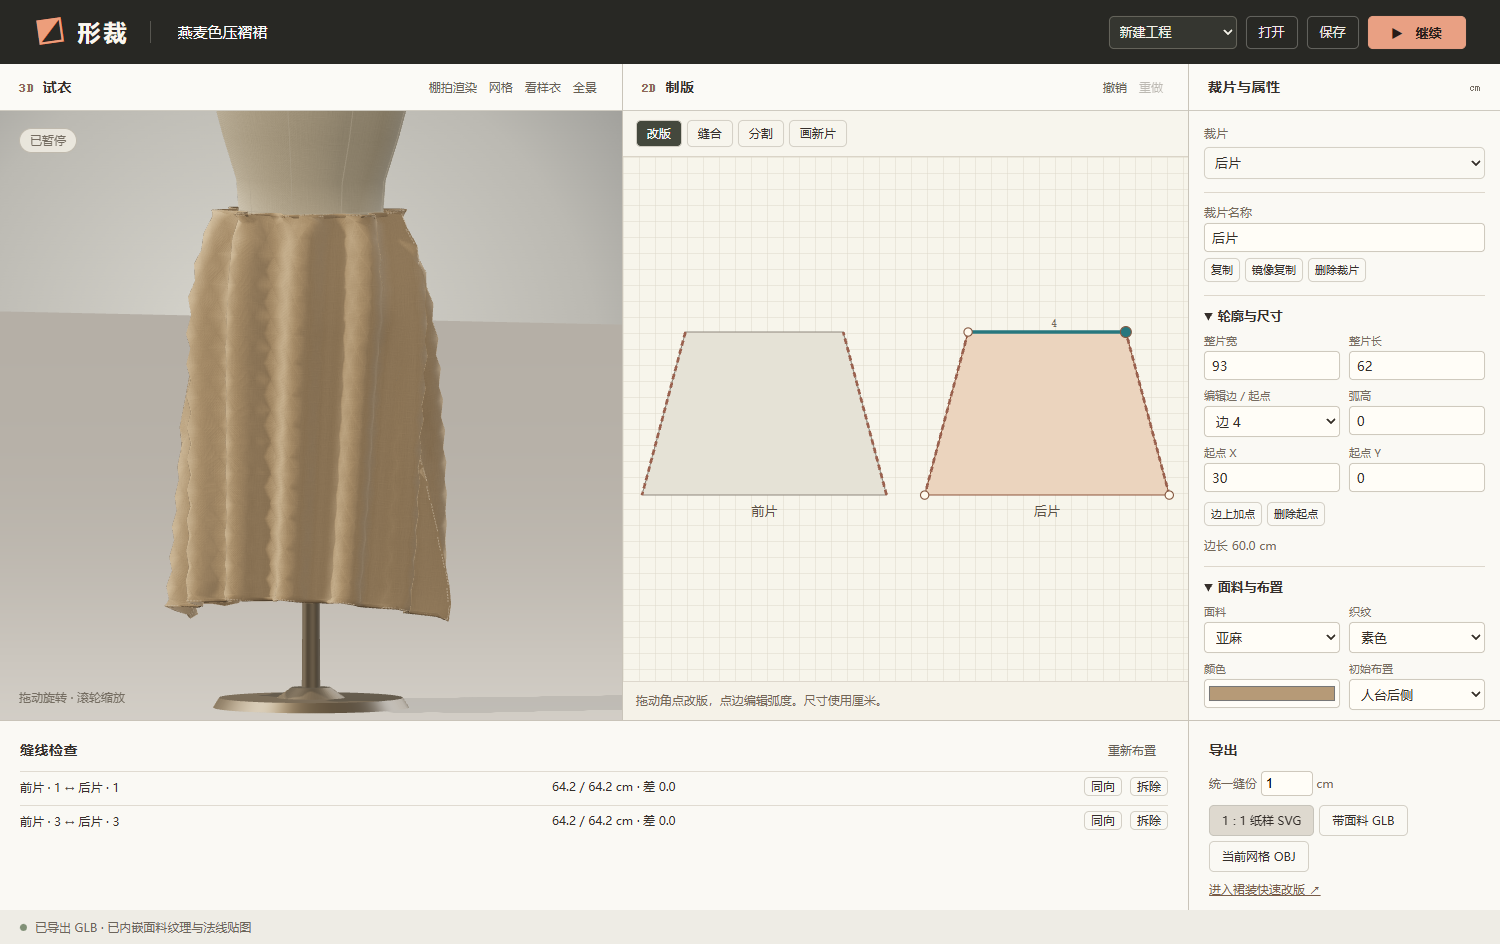 形裁
燕麦色压褶裙
新建工程
打开
保存
▶ 继续
3D 试衣
棚拍渲染 网格 看样衣 全景
2D 制版
撤销 重做
裁片与属性
cm
已暂停
改版 缝合 分割 画新片
4
前片
后片
拖动旋转 · 滚轮缩放
拖动角点改版，点边编辑弧度。尺寸使用厘米。
裁片
后片
裁片名称
后片
复制 镜像复制 删除裁片
▼ 轮廓与尺寸
整片宽 整片长
93 62
编辑边 / 起点 弧高
边 4 0
起点 X 起点 Y
30 0
边上加点 删除起点
边长 60.0 cm
▼ 面料与布置
面料 织纹
亚麻 素色
颜色 初始布置
人台后侧
缝线检查
重新布置
前片 · 1 ↔ 后片 · 1 64.2 / 64.2 cm · 差 0.0 同向 拆除
前片 · 3 ↔ 后片 · 3 64.2 / 64.2 cm · 差 0.0 同向 拆除
导出
统一缝份 1 cm
1 : 1 纸样 SVG 带面料 GLB
当前网格 OBJ
进入裙装快速改版 ↗
已导出 GLB · 已内嵌面料纹理与法线贴图